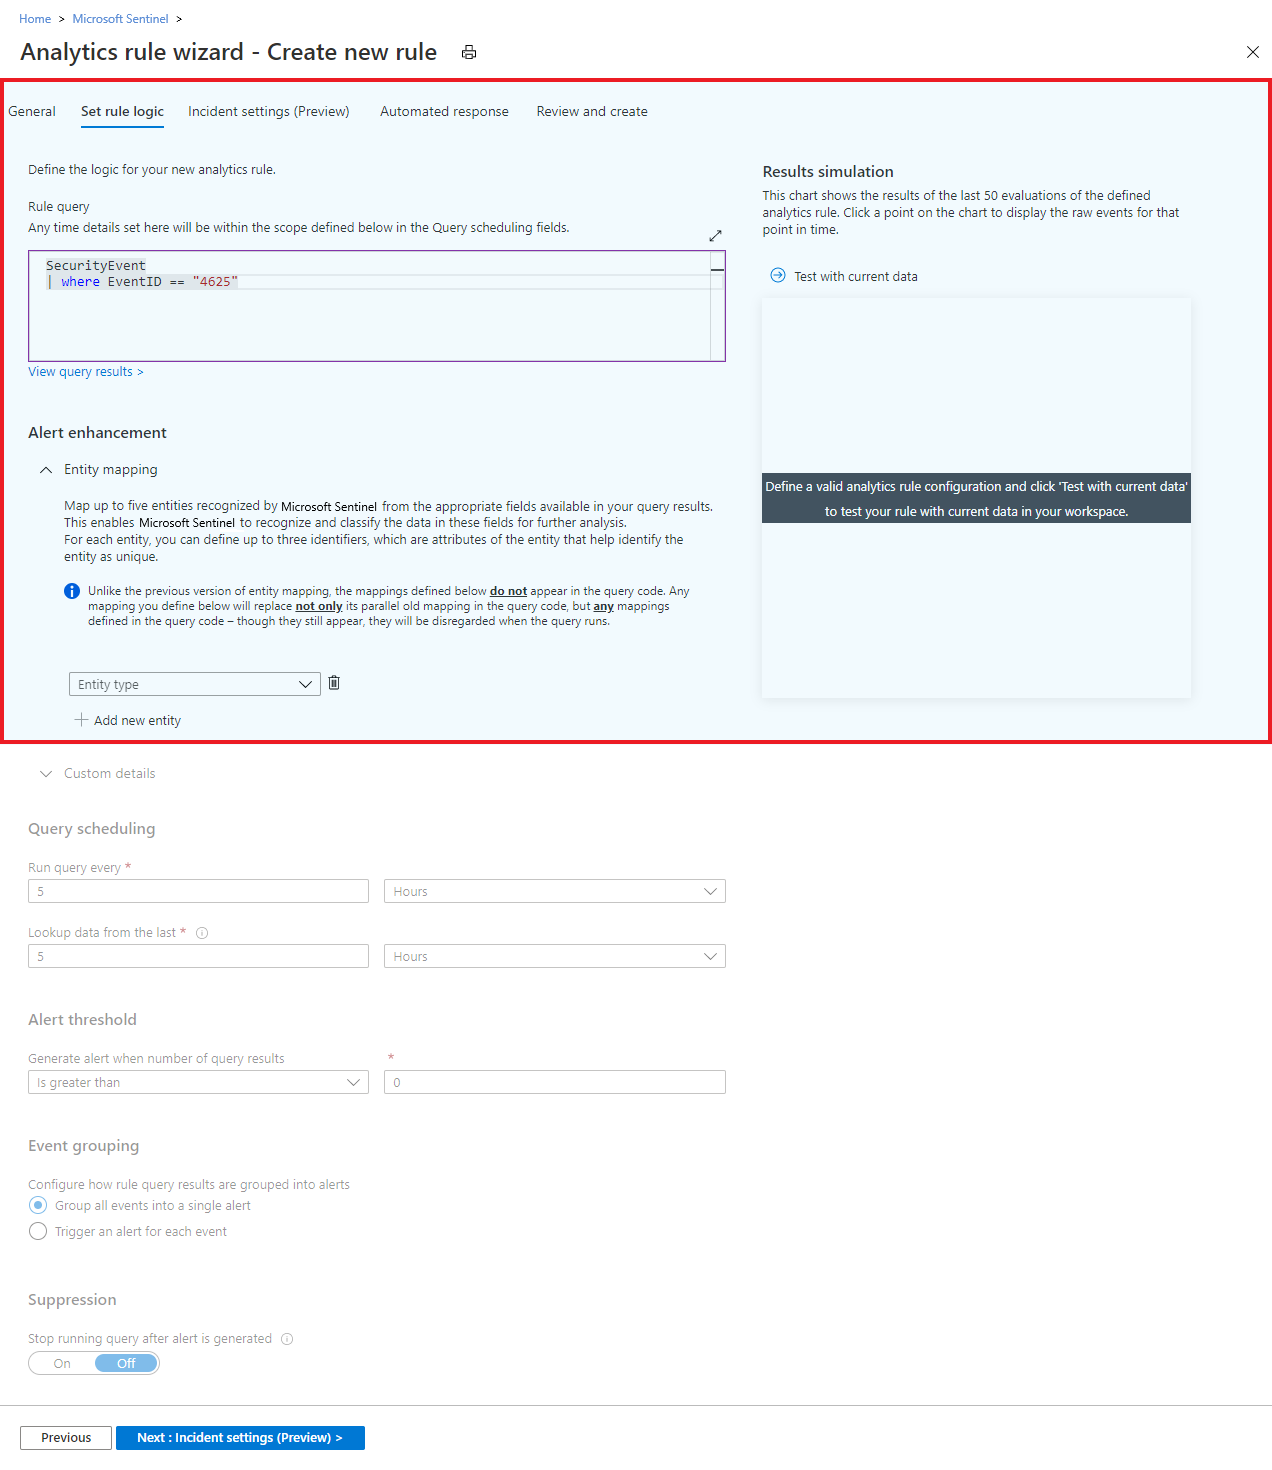 Home > Microsoft Sentinel >
Analytics rule wizard - Create new rule
General Set rule logic Incident settings (Preview) Automated response Review and create
Define the logic for your new analytics rule.
Rule query
Any time details set here will be within the scope defined below in the Query scheduling fields.
SecurityEvent
| where EventID == "4625"
View query results >
Results simulation
This chart shows the results of the last 50 evaluations of the defined
analytics rule. Click a point on the chart to display the raw events for that
point in time.
Test with current data
Define a valid analytics rule configuration and click 'Test with current data'
to test your rule with current data in your workspace.
Alert enhancement
Entity mapping
Map up to five entities recognized by Microsoft Sentinel from the appropriate fields available in your query results.
This enables Microsoft Sentinel to recognize and classify the data in these fields for further analysis.
For each entity, you can define up to three identifiers, which are attributes of the entity that help identify the
entity as unique.
Unlike the previous version of entity mapping, the mappings defined below do not appear in the query code. Any
mapping you define below will replace not only its parallel old mapping in the query code, but any mappings
defined in the query code – though they still appear, they will be disregarded when the query runs.
Entity type
Add new entity
Custom details
Query scheduling
Run query every *
5 Hours
Lookup data from the last *
5 Hours
Alert threshold
Generate alert when number of query results *
Is greater than 0
Event grouping
Configure how rule query results are grouped into alerts
Group all events into a single alert
Trigger an alert for each event
Suppression
Stop running query after alert is generated
On Off
Previous Next : Incident settings (Preview) >